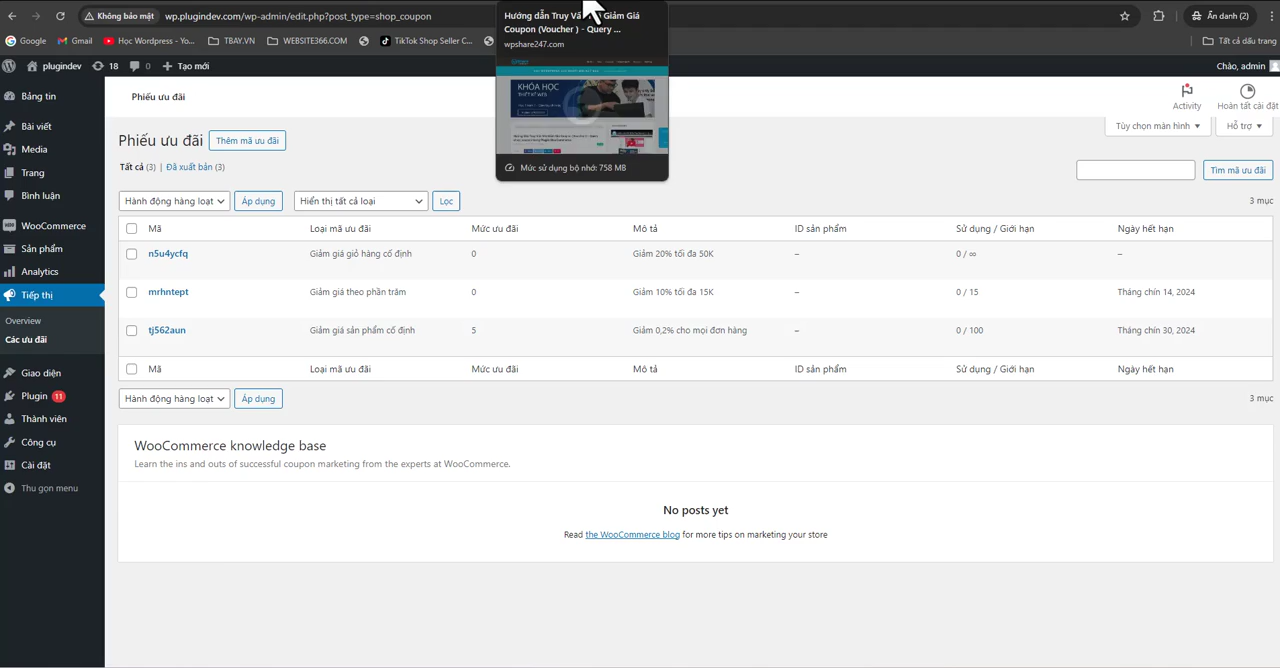 Không bảo mật
wp.plugindev.com/wp-admin/edit.php?post_type=shop_coupon
Ẩn danh (2)
Google
Gmail
Học Wordpress - Yo...
TBAY.VN
WEBSITE366.COM
TikTok Shop Seller C...
Tất cả dấu trang
Hướng dẫn Truy Vấ
Giảm Giá
Coupon (Voucher ) - Query ...
wpshare247.com
KHÓA HỌC
Mức sử dụng bộ nhớ: 758 MB
plugindev
18
0
Tạo mới
Chào, admin
Bảng tin
Bài viết
Media
Trang
Bình luận
WooCommerce
Sản phẩm
Analytics
Tiếp thị
Overview
Các ưu đãi
Giao diện
Plugin 11
Thành viên
Công cụ
Cài đặt
Thu gọn menu
Phiếu ưu đãi
Activity
Hoàn tất cài đặt
Tùy chọn màn hình
Hỗ trợ
Phiếu ưu đãi
Thêm mã ưu đãi
Tất cả (3) | Đã xuất bản (3)
Tìm mã ưu đãi
Hành động hàng loạt
Áp dụng
Hiển thị tất cả loại
Lọc
3 mục
Mã Loại mã ưu đãi Mức ưu đãi Mô tả ID sản phẩm Sử dụng / Giới hạn Ngày hết hạn
n5u4ycfq Giảm giá giỏ hàng cố định 0 Giảm 20% tối đa 50K – 0 / ∞ –
mrhntept Giảm giá theo phần trăm 0 Giảm 10% tối đa 15K – 0 / 15 Tháng chín 14, 2024
tj562aun Giảm giá sản phẩm cố định 5 Giảm 0,2% cho mọi đơn hàng – 0 / 100 Tháng chín 30, 2024
Mã Loại mã ưu đãi Mức ưu đãi Mô tả ID sản phẩm Sử dụng / Giới hạn Ngày hết hạn
Hành động hàng loạt
Áp dụng
3 mục
WooCommerce knowledge base
Learn the ins and outs of successful coupon marketing from the experts at WooCommerce.
No posts yet
Read the WooCommerce blog for more tips on marketing your store